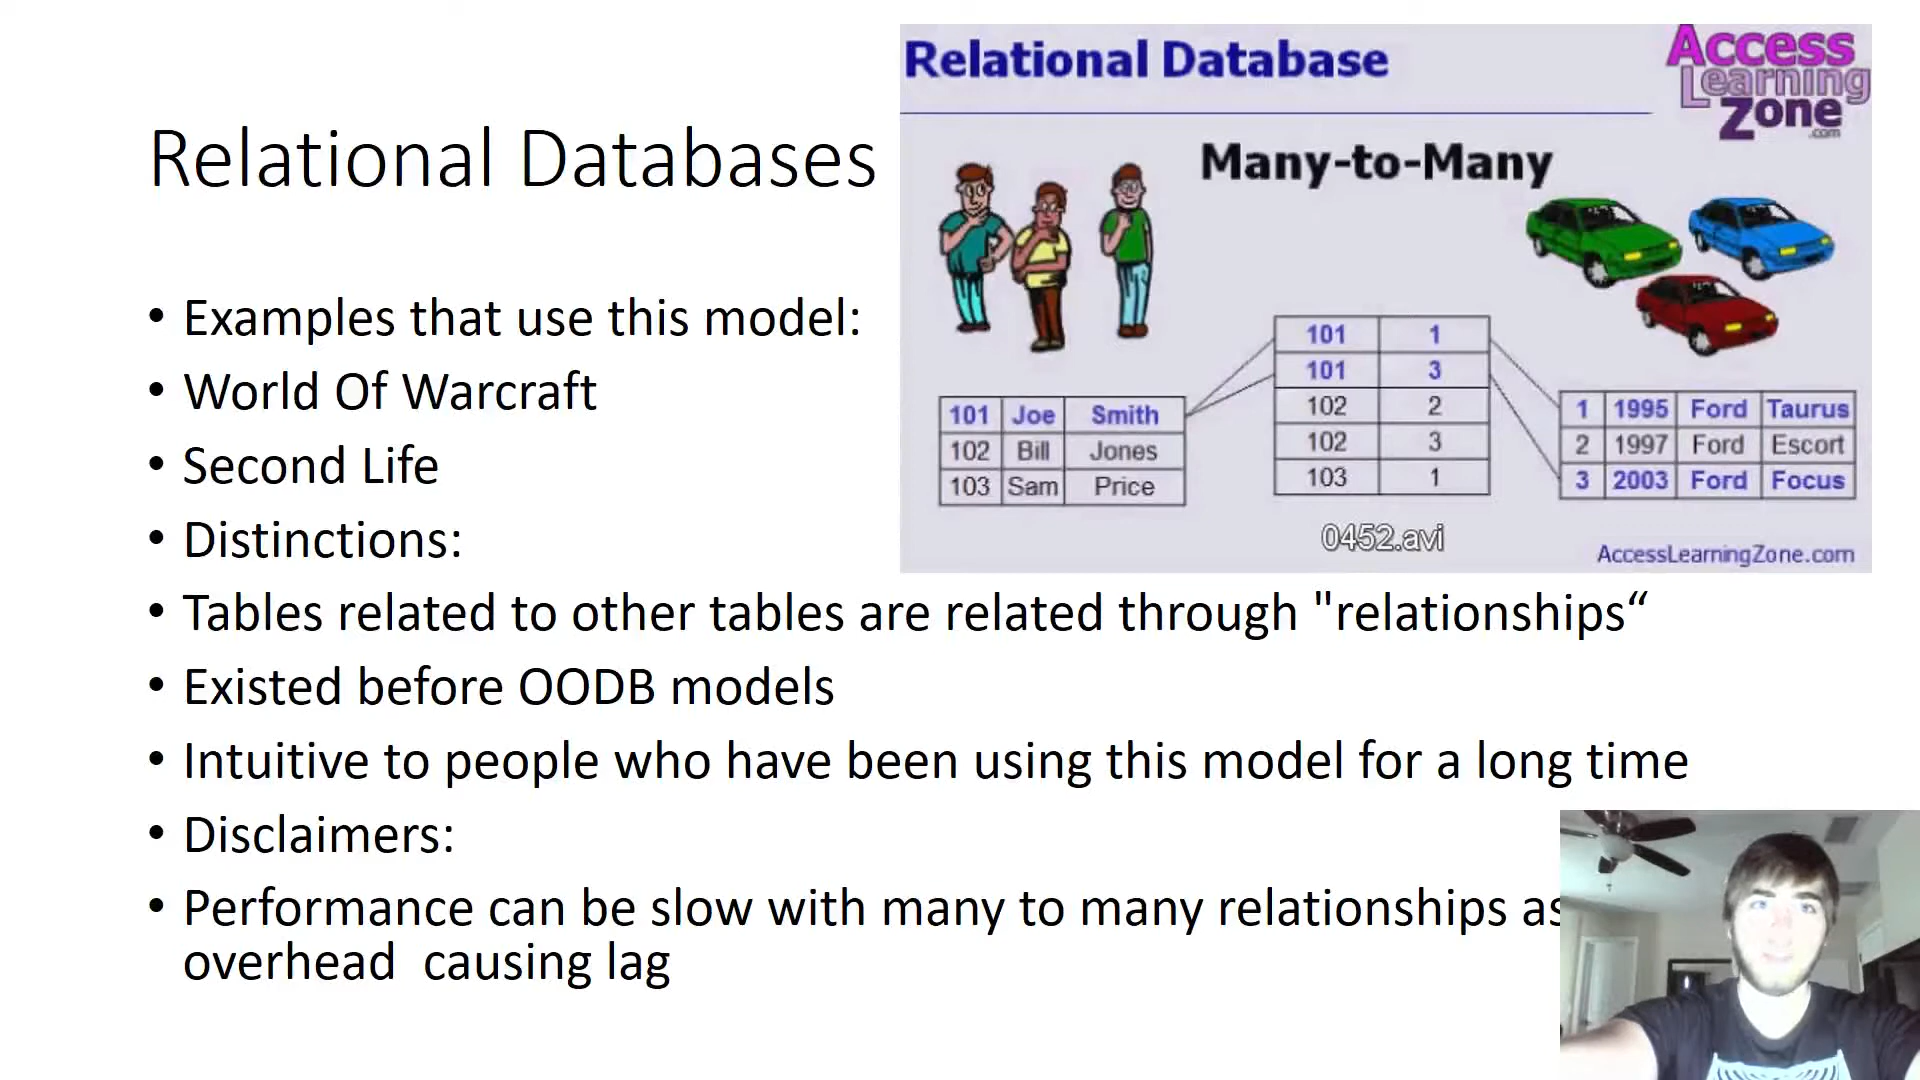 Relational Databases
• Examples that use this model:
• World Of Warcraft
• Second Life
• Distinctions:
• Tables related to other tables are related through "relationships“
• Existed before OODB models
• Intuitive to people who have been using this model for a long time
• Disclaimers:
• Performance can be slow with many to many relationships as
overhead  causing lag
Relational Database
Access
Learning
Zone
.com
Many-to-Many
101 Joe Smith
102 Bill Jones
103 Sam Price
101 1
101 3
102 2
102 3
103 1
1 1995 Ford Taurus
2 1997 Ford Escort
3 2003 Ford Focus
0452.avi
AccessLearningZone.com